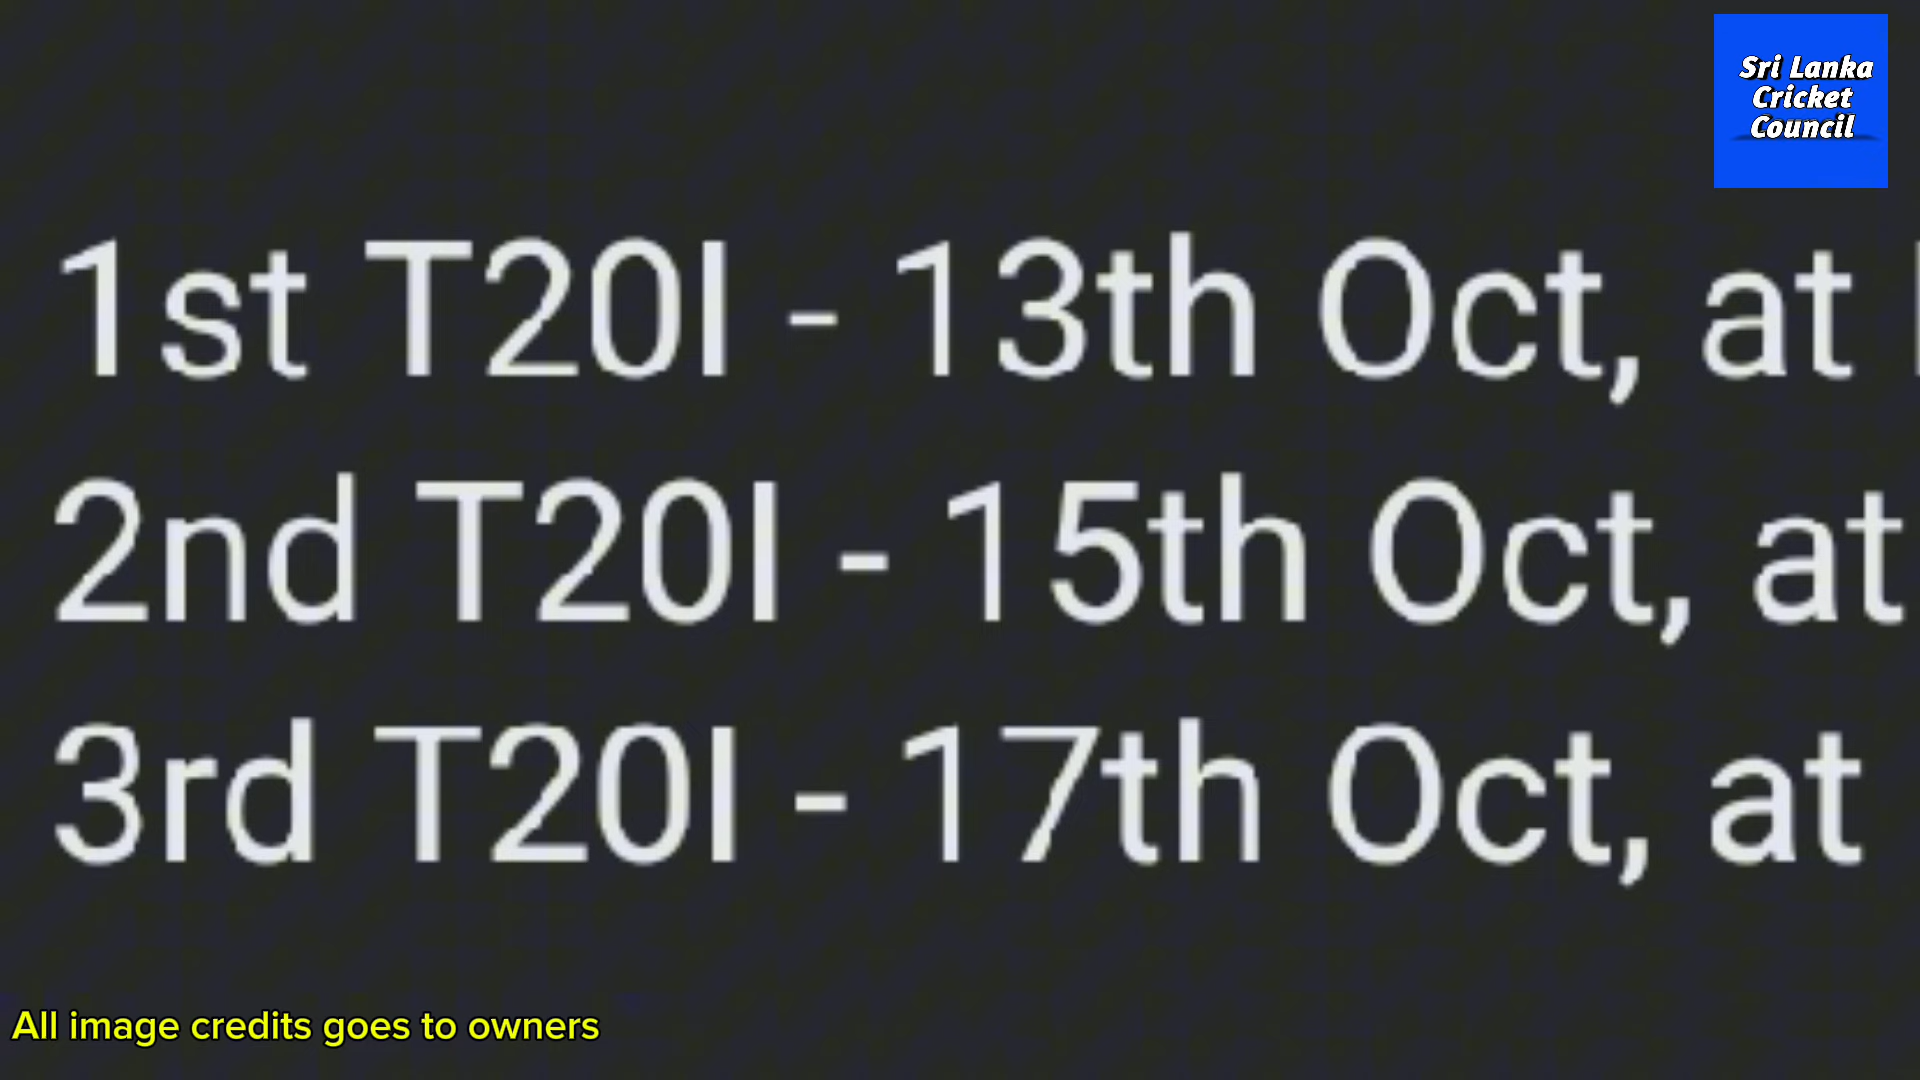 Sri Lanka
Cricket
Council
1st T20I - 13th Oct, at
2nd T20I - 15th Oct, at
3rd T20I - 17th Oct, at
All image credits goes to owners